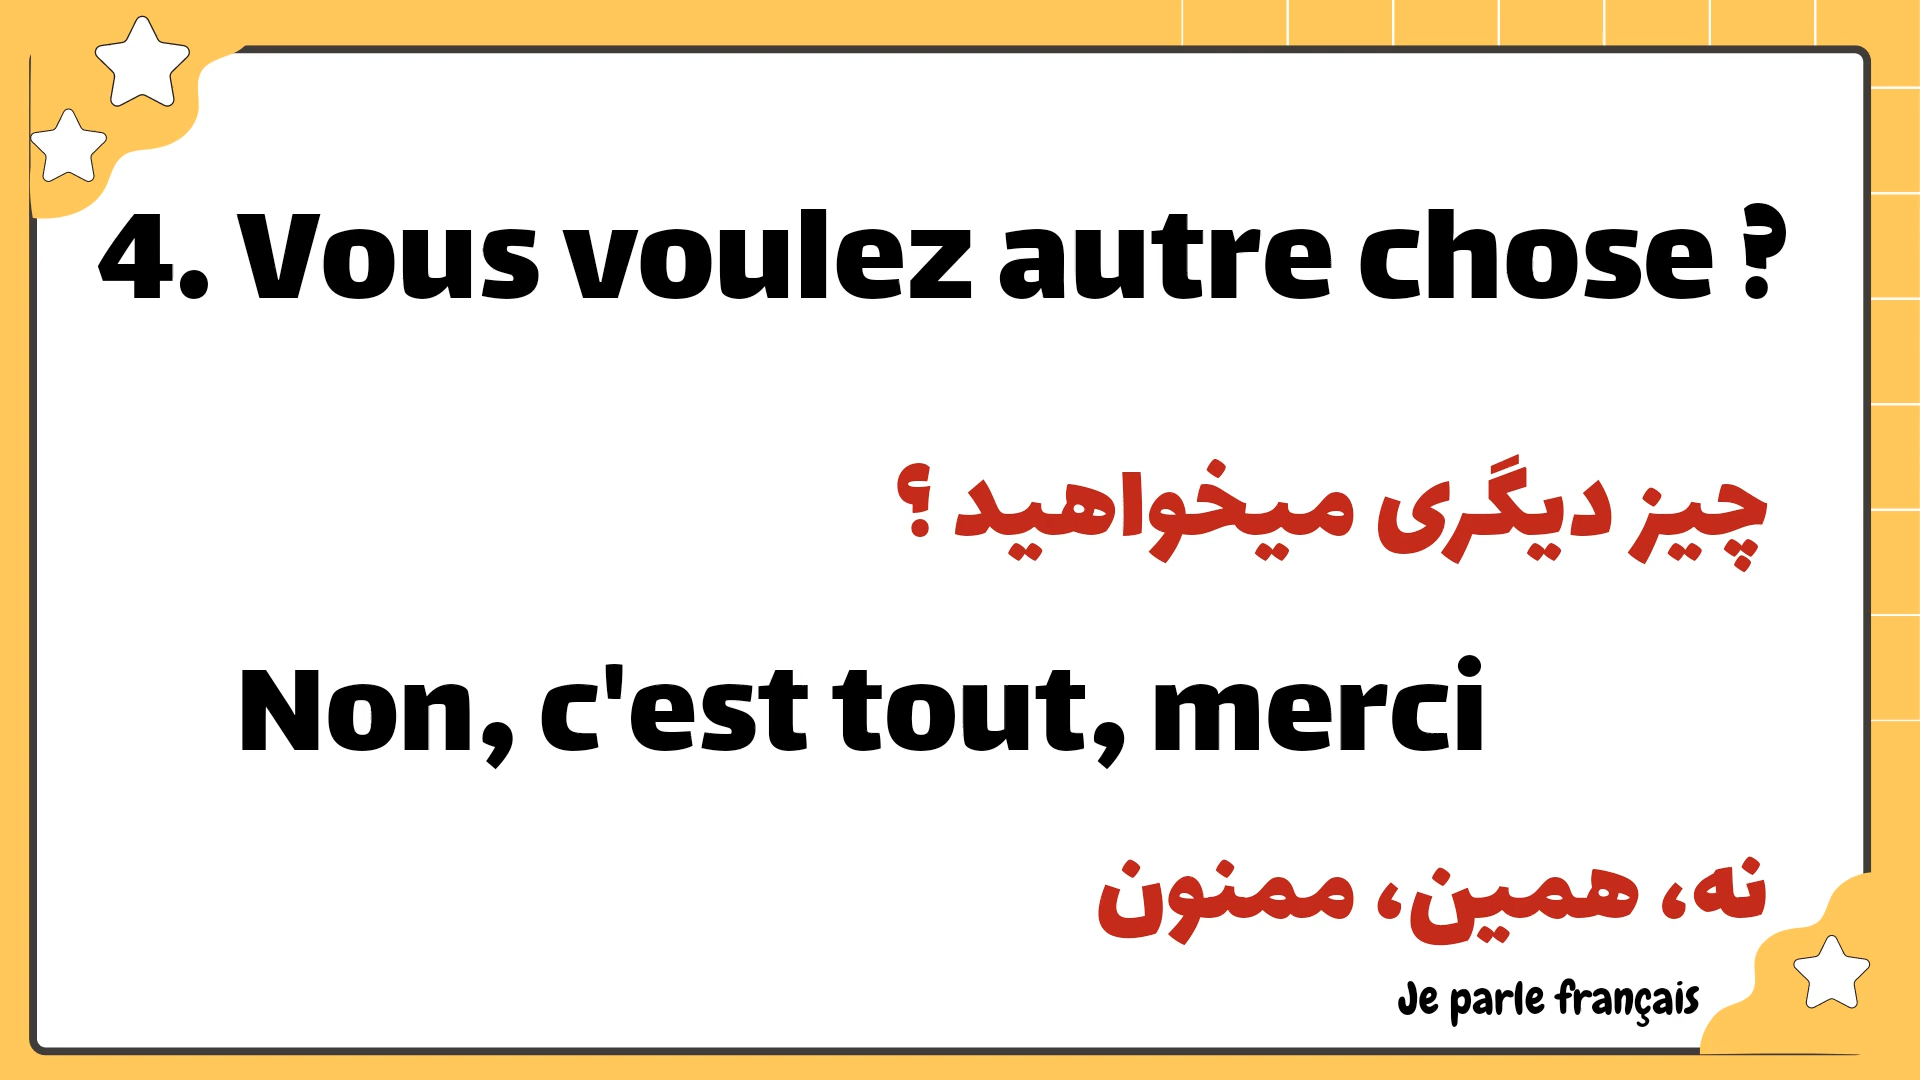 4. Vous voulez autre chose ?
چیز دیگری میخواهید ؟
Non, c'est tout, merci
نه، همین، ممنون
Je parle français